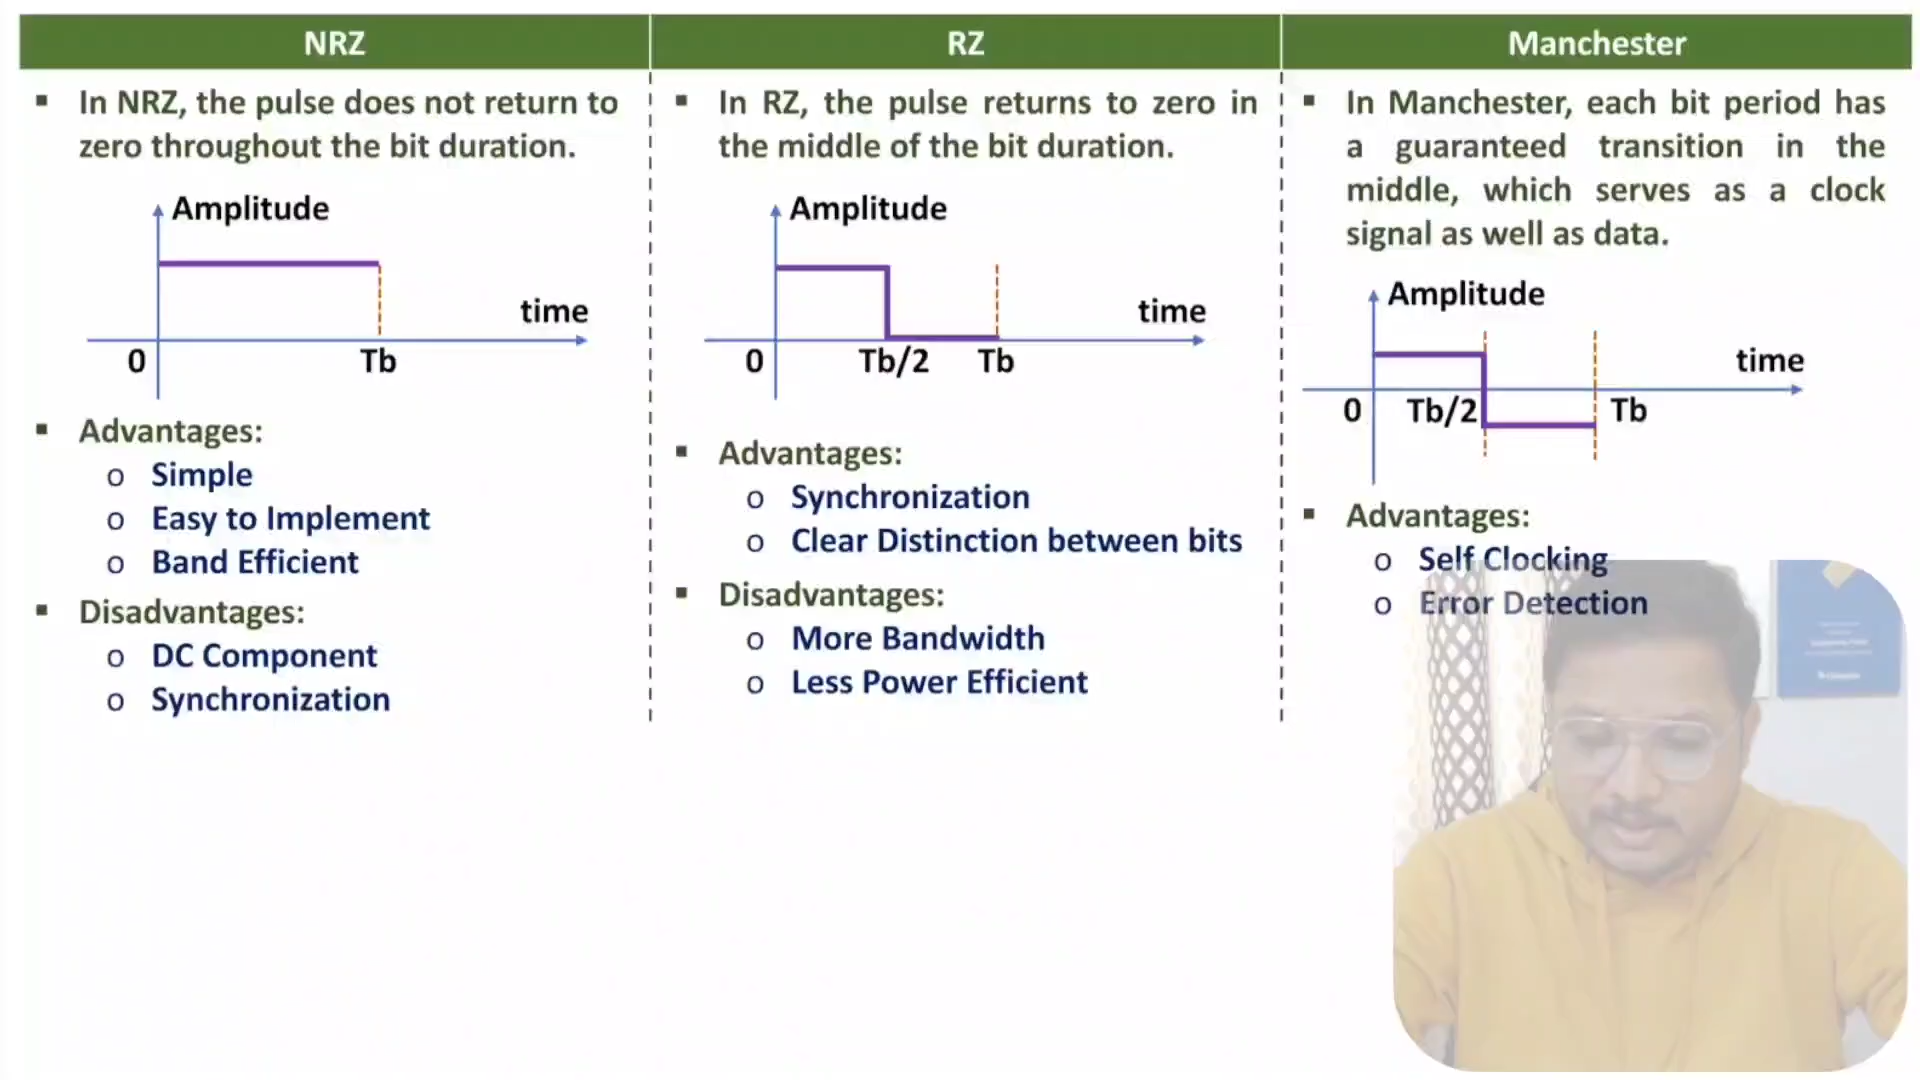 NRZ
RZ
Manchester
▪ In NRZ, the pulse does not return to
zero throughout the bit duration.
Amplitude
time
0
Tb
▪ Advantages:
o Simple
o Easy to Implement
o Band Efficient
▪ Disadvantages:
o DC Component
o Synchronization
▪ In RZ, the pulse returns to zero in
the middle of the bit duration.
Amplitude
time
0
Tb/2
Tb
▪ Advantages:
o Synchronization
o Clear Distinction between bits
▪ Disadvantages:
o More Bandwidth
o Less Power Efficient
▪ In Manchester, each bit period has
a guaranteed transition in the
middle, which serves as a clock
signal as well as data.
Amplitude
time
0
Tb/2
Tb
▪ Advantages:
o Self Clocking
o Error Detection